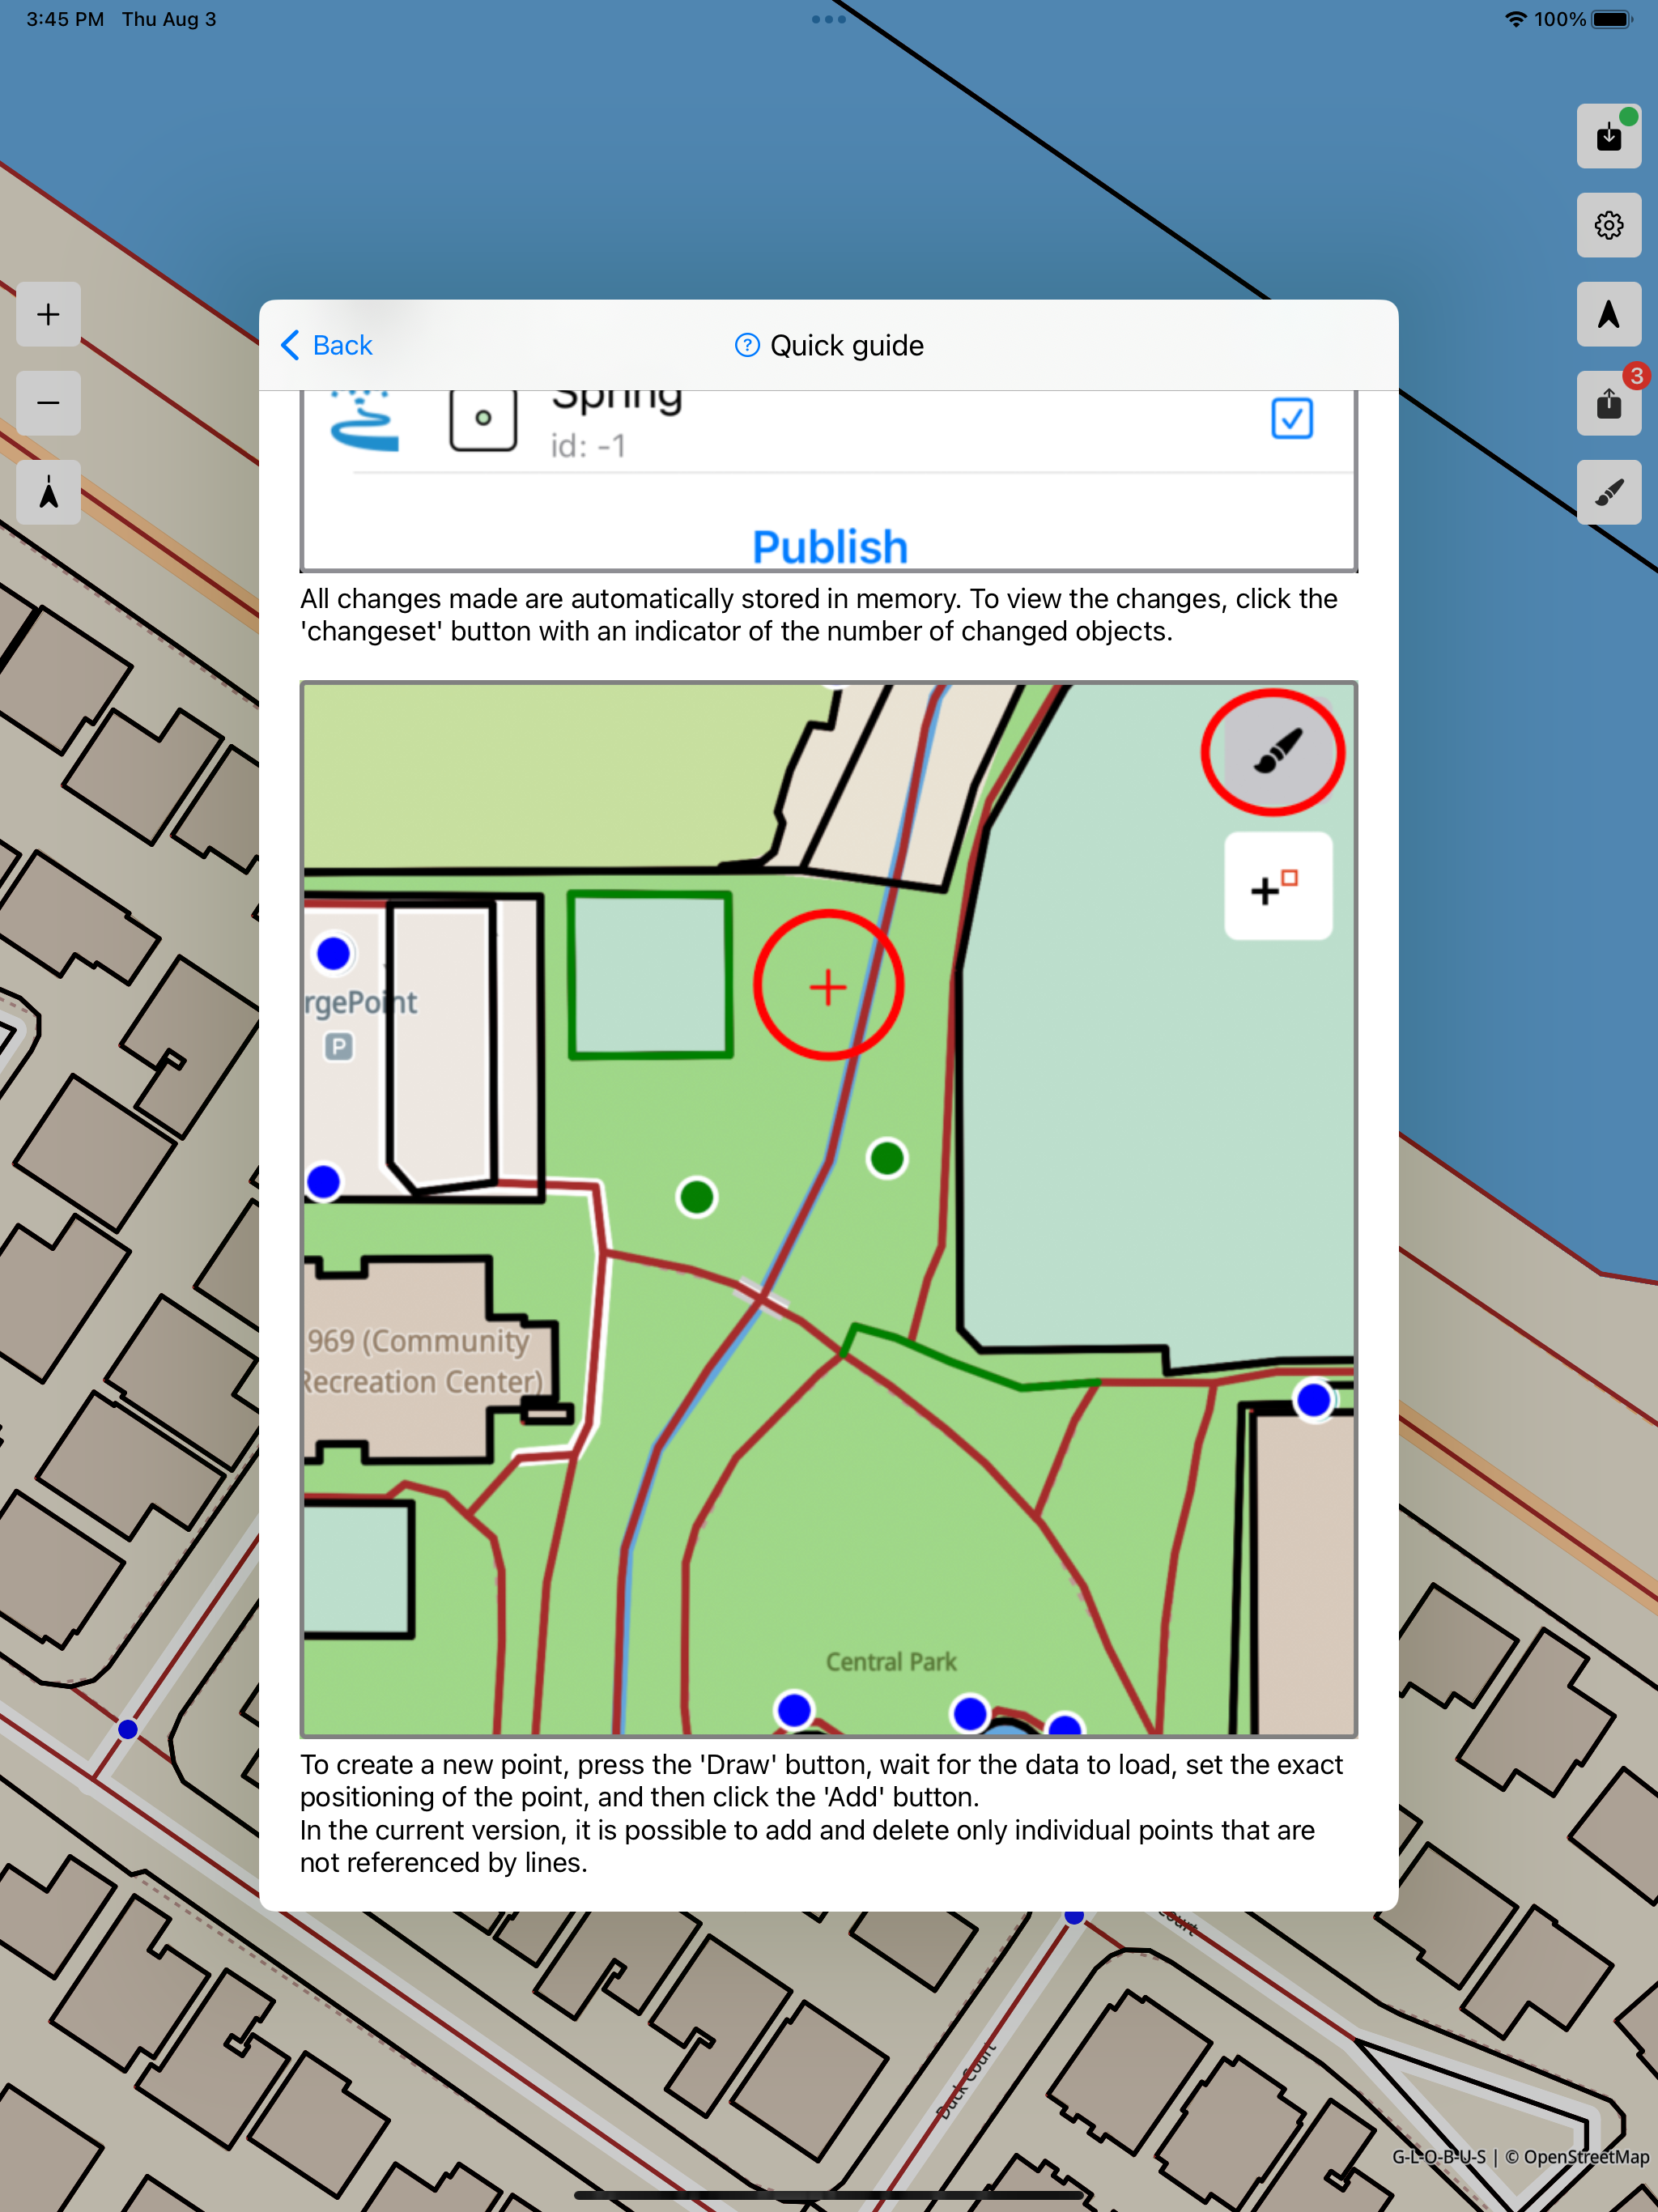 3:45 PM Thu Aug 3
100%
3
Back
Quick guide
Spring
id: -1
Publish
All changes made are automatically stored in memory. To view the changes, click the
'changeset' button with an indicator of the number of changed objects.
rgePoint
P
969 (Community
Recreation Center)
Central Park
To create a new point, press the 'Draw' button, wait for the data to load, set the exact
positioning of the point, and then click the 'Add' button.
In the current version, it is possible to add and delete only individual points that are
not referenced by lines.
Court
Duck Court
G-L-O-B-U-S | © OpenStreetMap